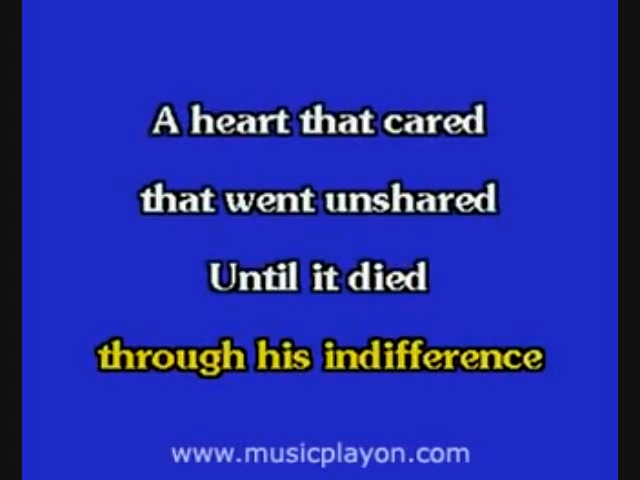 A heart that cared
that went unshared
Until it died
through his indifference
www.musicplayon.com